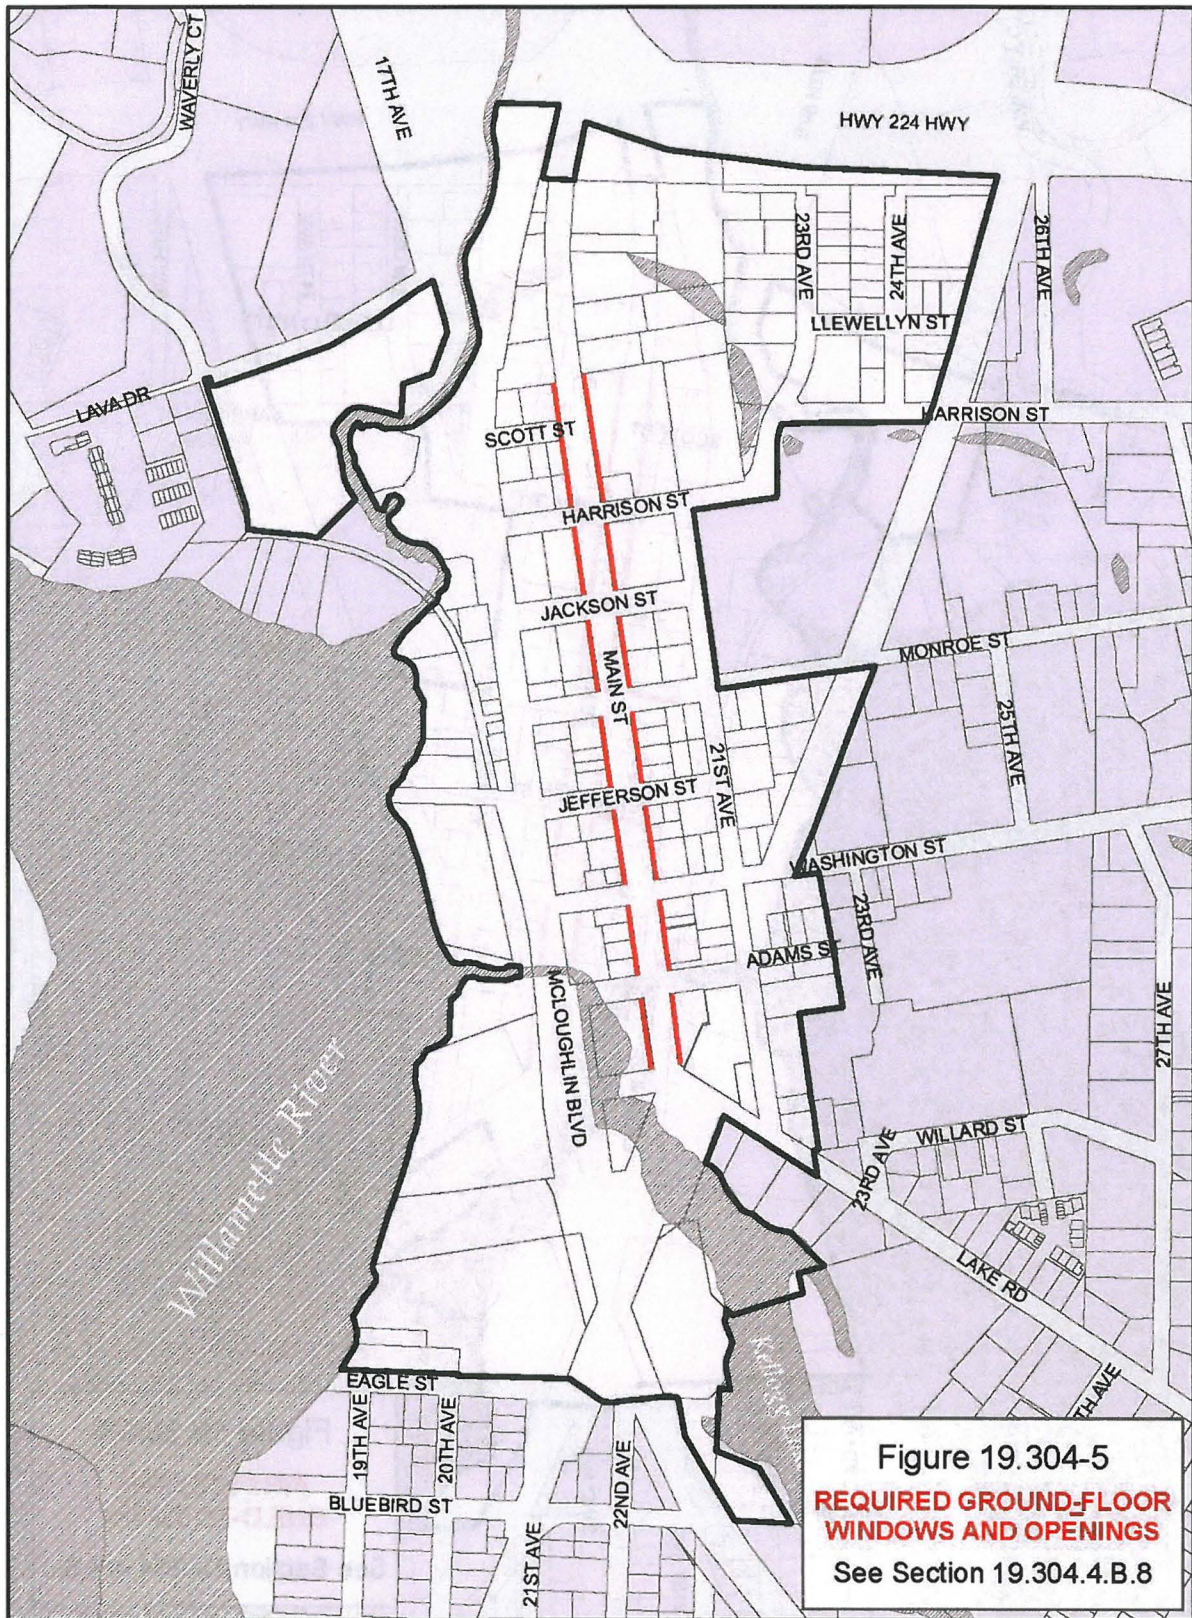 WAVERLY CT
17TH AVE
HWY 224 HWY
23RD AVE
24TH AVE
26TH AVE
LLEWELLYN ST
LAVA DR
HARRISON ST
SCOTT ST
HARRISON ST
JACKSON ST
MAIN ST
MONROE ST
25TH AVE
21ST AVE
JEFFERSON ST
WASHINGTON ST
23RD AVE
ADAMS ST
MCLOUGHLIN BLVD
27TH AVE
Willamette River
WILLARD ST
23RD AVE
LAKE RD
Kellogg
EAGLE ST
19TH AVE
20TH AVE
22ND AVE
BLUEBIRD ST
21ST AVE
TH AVE
Figure 19.304-5
REQUIRED GROUND-FLOOR
WINDOWS AND OPENINGS
See Section 19.304.4.B.8